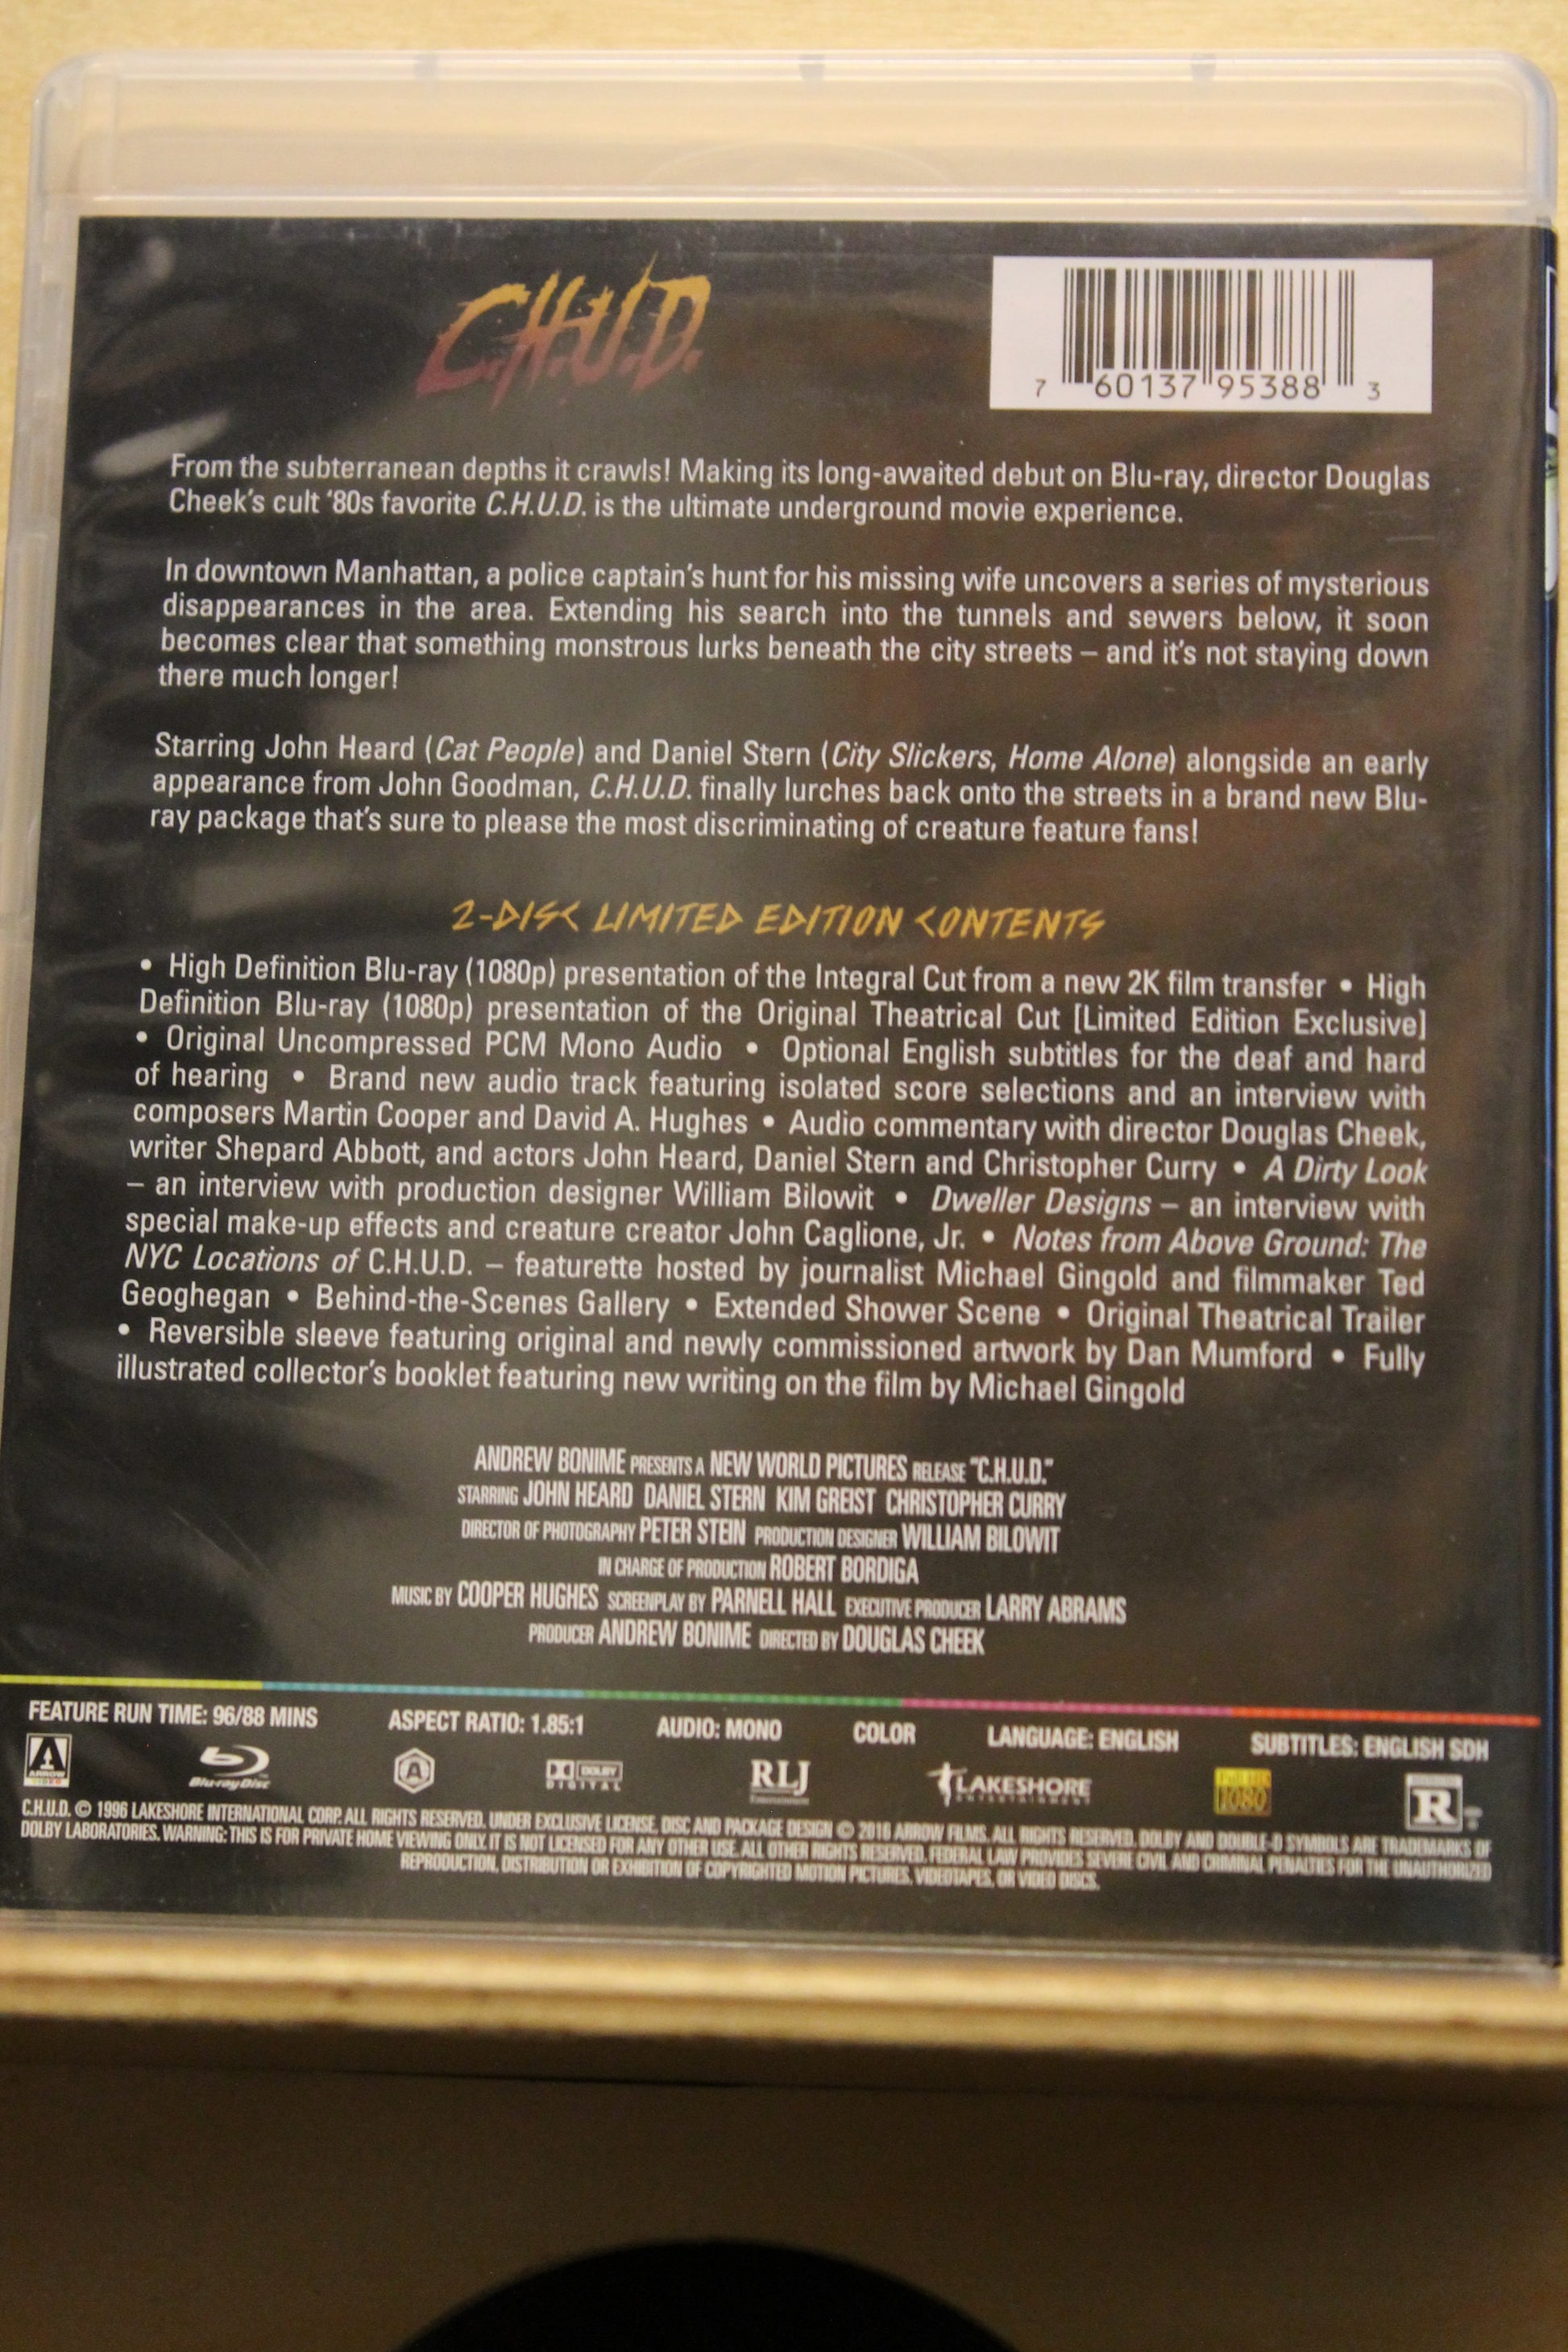 C.H.U.D.
7 60137 95388 3
From the subterranean depths it crawls! Making its long-awaited debut on Blu-ray, director Douglas
Cheek's cult '80s favorite C.H.U.D. is the ultimate underground movie experience.
In downtown Manhattan, a police captain's hunt for his missing wife uncovers a series of mysterious
disappearances in the area. Extending his search into the tunnels and sewers below, it soon
becomes clear that something monstrous lurks beneath the city streets – and it's not staying down
there much longer!
Starring John Heard (Cat People) and Daniel Stern (City Slickers, Home Alone) alongside an early
appearance from John Goodman, C.H.U.D. finally lurches back onto the streets in a brand new Blu-
ray package that's sure to please the most discriminating of creature feature fans!
2-DISC LIMITED EDITION CONTENTS
• High Definition Blu-ray (1080p) presentation of the Integral Cut from a new 2K film transfer • High
Definition Blu-ray (1080p) presentation of the Original Theatrical Cut [Limited Edition Exclusive]
• Original Uncompressed PCM Mono Audio • Optional English subtitles for the deaf and hard
of hearing • Brand new audio track featuring isolated score selections and an interview with
composers Martin Cooper and David A. Hughes • Audio commentary with director Douglas Cheek,
writer Shepard Abbott, and actors John Heard, Daniel Stern and Christopher Curry • A Dirty Look
– an interview with production designer William Bilowit • Dweller Designs – an interview with
special make-up effects and creature creator John Caglione, Jr. • Notes from Above Ground: The
NYC Locations of C.H.U.D. – featurette hosted by journalist Michael Gingold and filmmaker Ted
Geoghegan • Behind-the-Scenes Gallery • Extended Shower Scene • Original Theatrical Trailer
• Reversible sleeve featuring original and newly commissioned artwork by Dan Mumford • Fully
illustrated collector's booklet featuring new writing on the film by Michael Gingold
ANDREW BONIME PRESENTS A NEW WORLD PICTURES RELEASE "C.H.U.D."
STARRING JOHN HEARD DANIEL STERN KIM GREIST CHRISTOPHER CURRY
DIRECTOR OF PHOTOGRAPHY PETER STEIN PRODUCTION DESIGNER WILLIAM BILOWIT
IN CHARGE OF PRODUCTION ROBERT BORDIGA
MUSIC BY COOPER HUGHES SCREENPLAY BY PARNELL HALL EXECUTIVE PRODUCER LARRY ABRAMS
PRODUCER ANDREW BONIME DIRECTED BY DOUGLAS CHEEK
FEATURE RUN TIME: 96/88 MINS ASPECT RATIO: 1.85:1 AUDIO: MONO COLOR LANGUAGE: ENGLISH SUBTITLES: ENGLISH SDH
ARROW VIDEO Blu-ray Disc A DOLBY DIGITAL RLJ Entertainment LAKESHORE ENTERTAINMENT FULL HD 1080 R
C.H.U.D. © 1996 LAKESHORE INTERNATIONAL CORP. ALL RIGHTS RESERVED. UNDER EXCLUSIVE LICENSE. DISC AND PACKAGE DESIGN © 2016 ARROW FILMS. ALL RIGHTS RESERVED. DOLBY AND DOUBLE-D SYMBOLS ARE TRADEMARKS OF
DOLBY LABORATORIES. WARNING: THIS IS FOR PRIVATE HOME VIEWING ONLY. IT IS NOT LICENSED FOR ANY OTHER USE. ALL OTHER RIGHTS RESERVED. FEDERAL LAW PROVIDES SEVERE CIVIL AND CRIMINAL PENALTIES FOR THE UNAUTHORIZED
REPRODUCTION, DISTRIBUTION OR EXHIBITION OF COPYRIGHTED MOTION PICTURES, VIDEOTAPES, OR VIDEO DISCS.